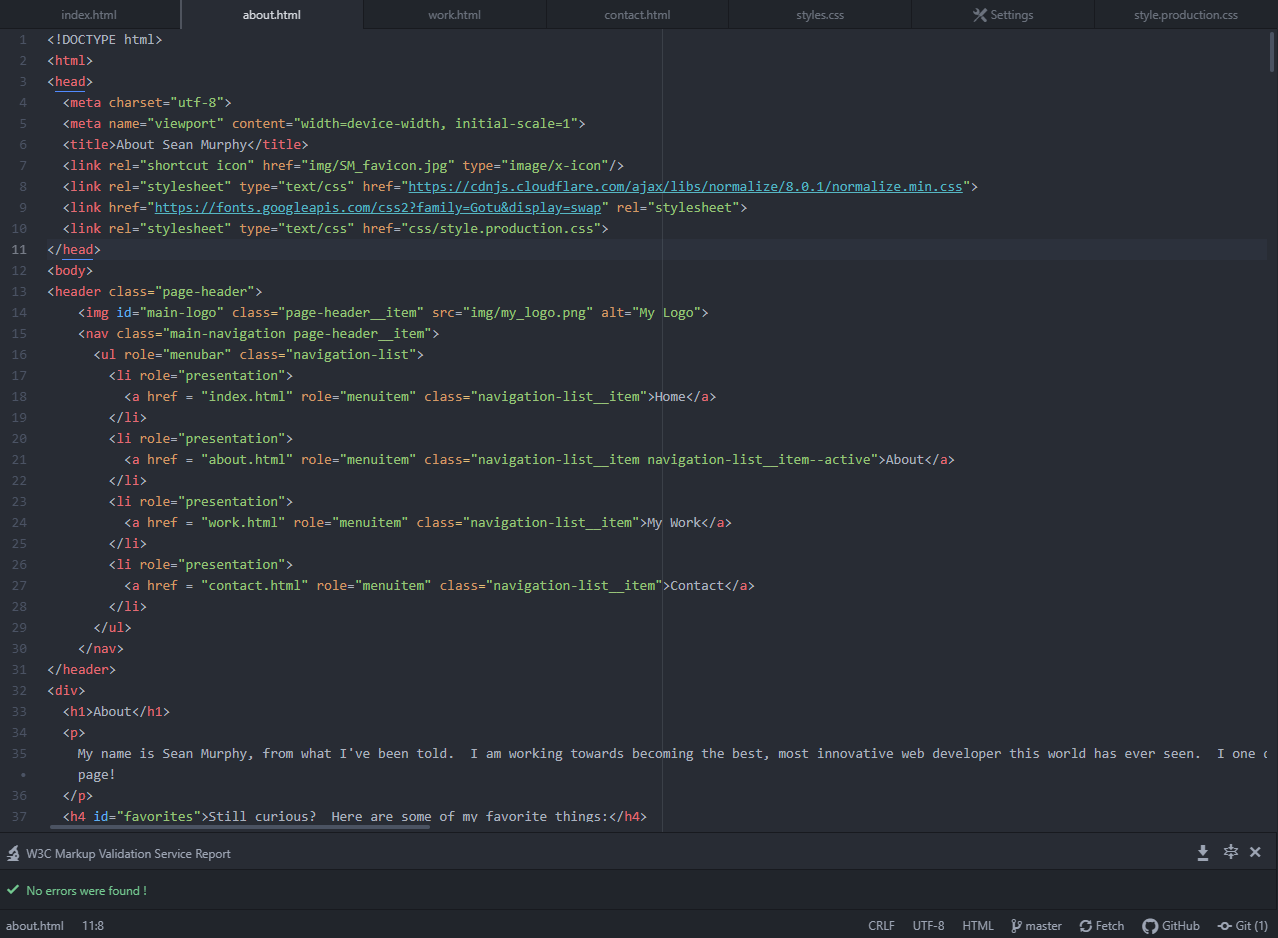 index.html about.html work.html contact.html styles.css Settings style.production.css
1 <!DOCTYPE html>
2 <html>
3 <head>
4 <meta charset="utf-8">
5 <meta name="viewport" content="width=device-width, initial-scale=1">
6 <title>About Sean Murphy</title>
7 <link rel="shortcut icon" href="img/SM_favicon.jpg" type="image/x-icon"/>
8 <link rel="stylesheet" type="text/css" href="https://cdnjs.cloudflare.com/ajax/libs/normalize/8.0.1/normalize.min.css">
9 <link href="https://fonts.googleapis.com/css2?family=Gotu&display=swap" rel="stylesheet">
10 <link rel="stylesheet" type="text/css" href="css/style.production.css">
11 </head>
12 <body>
13 <header class="page-header">
14 <img id="main-logo" class="page-header__item" src="img/my_logo.png" alt="My Logo">
15 <nav class="main-navigation page-header__item">
16 <ul role="menubar" class="navigation-list">
17 <li role="presentation">
18 <a href = "index.html" role="menuitem" class="navigation-list__item">Home</a>
19 </li>
20 <li role="presentation">
21 <a href = "about.html" role="menuitem" class="navigation-list__item navigation-list__item--active">About</a>
22 </li>
23 <li role="presentation">
24 <a href = "work.html" role="menuitem" class="navigation-list__item">My Work</a>
25 </li>
26 <li role="presentation">
27 <a href = "contact.html" role="menuitem" class="navigation-list__item">Contact</a>
28 </li>
29 </ul>
30 </nav>
31 </header>
32 <div>
33 <h1>About</h1>
34 <p>
35 My name is Sean Murphy, from what I've been told.  I am working towards becoming the best, most innovative web developer this world has ever seen.  I one
• page!
36 </p>
37 <h4 id="favorites">Still curious?  Here are some of my favorite things:</h4>
W3C Markup Validation Service Report
No errors were found !
about.html 11:8 CRLF UTF-8 HTML master Fetch GitHub Git (1)